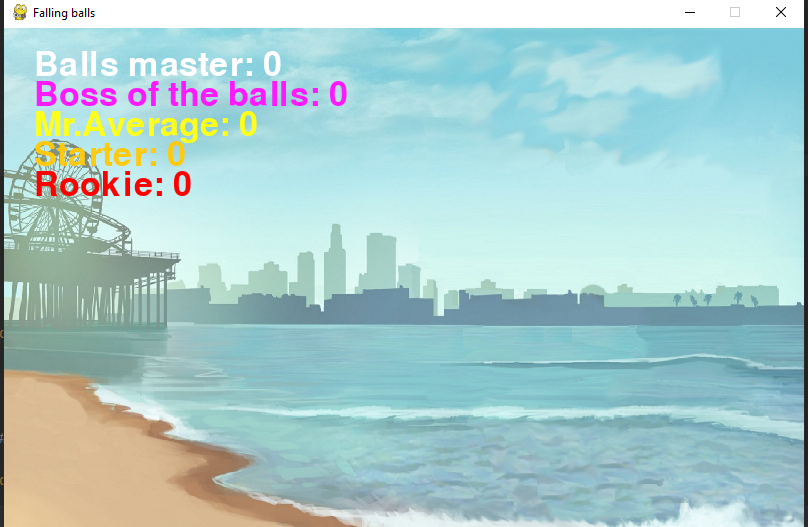 Falling balls
Balls master: 0
Boss of the balls: 0
Mr.Average: 0
Starter: 0
Rookie: 0